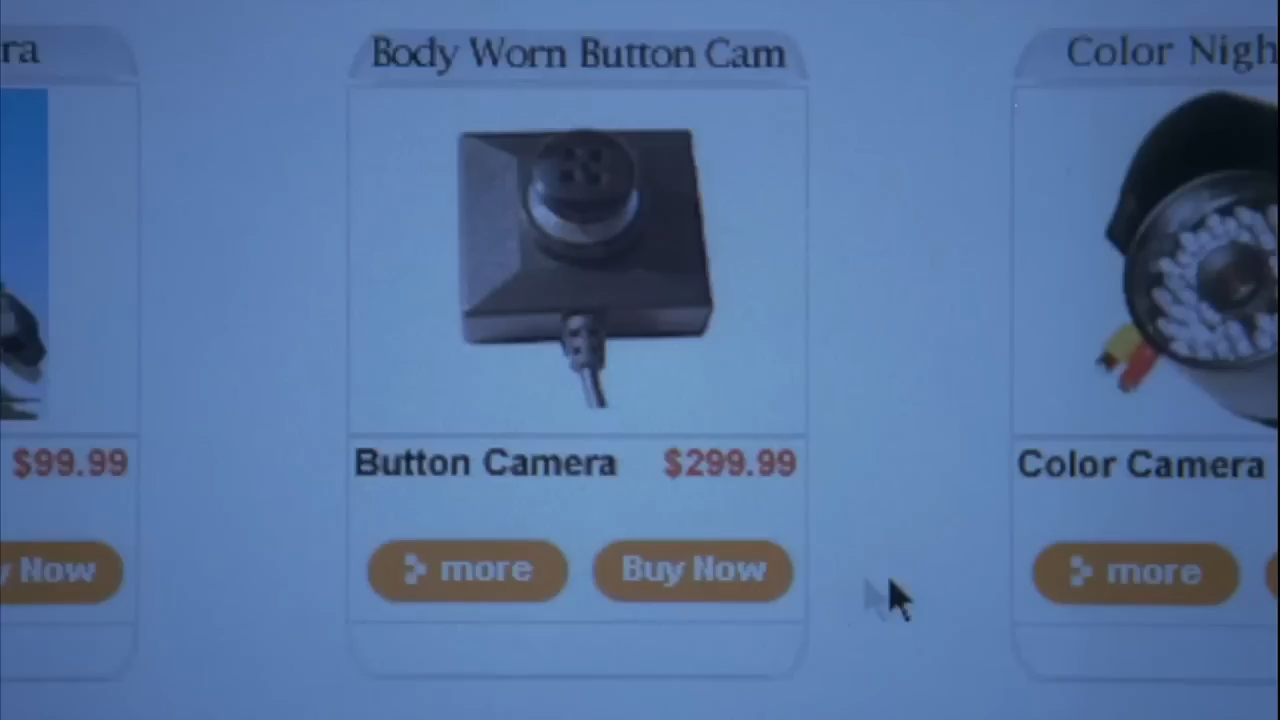 ra
Body Worn Button Cam
Color Nigh
$99.99
Button Camera $299.99
Color Camera
y Now
more
Buy Now
more